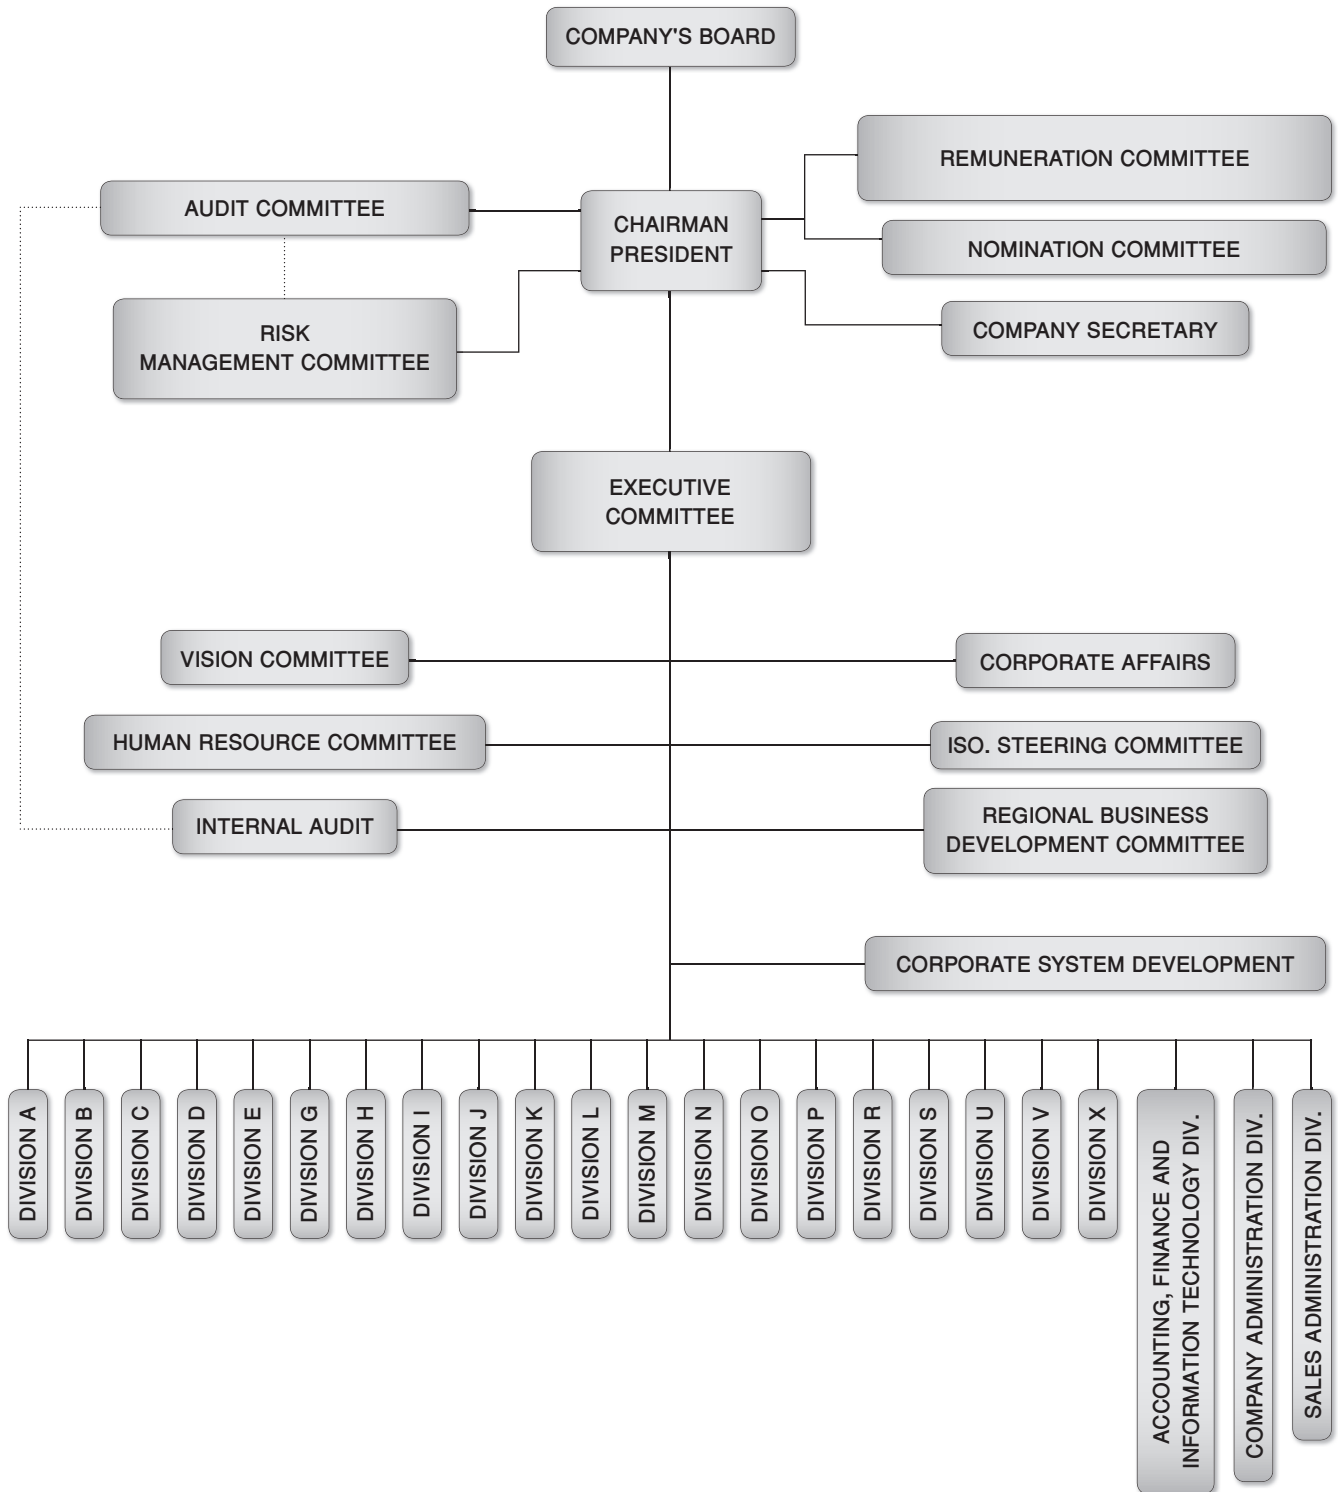 COMPANY'S BOARD
REMUNERATION COMMITTEE
AUDIT COMMITTEE
CHAIRMAN
PRESIDENT
NOMINATION COMMITTEE
RISK
MANAGEMENT COMMITTEE
COMPANY SECRETARY
EXECUTIVE
COMMITTEE
VISION COMMITTEE
CORPORATE AFFAIRS
HUMAN RESOURCE COMMITTEE
ISO. STEERING COMMITTEE
INTERNAL AUDIT
REGIONAL BUSINESS
DEVELOPMENT COMMITTEE
CORPORATE SYSTEM DEVELOPMENT
DIVISION A
DIVISION B
DIVISION C
DIVISION D
DIVISION E
DIVISION G
DIVISION H
DIVISION I
DIVISION J
DIVISION K
DIVISION L
DIVISION M
DIVISION N
DIVISION O
DIVISION P
DIVISION R
DIVISION S
DIVISION U
DIVISION V
DIVISION X
ACCOUNTING, FINANCE AND
INFORMATION TECHNOLOGY DIV.
COMPANY ADMINISTRATION DIV.
SALES ADMINISTRATION DIV.